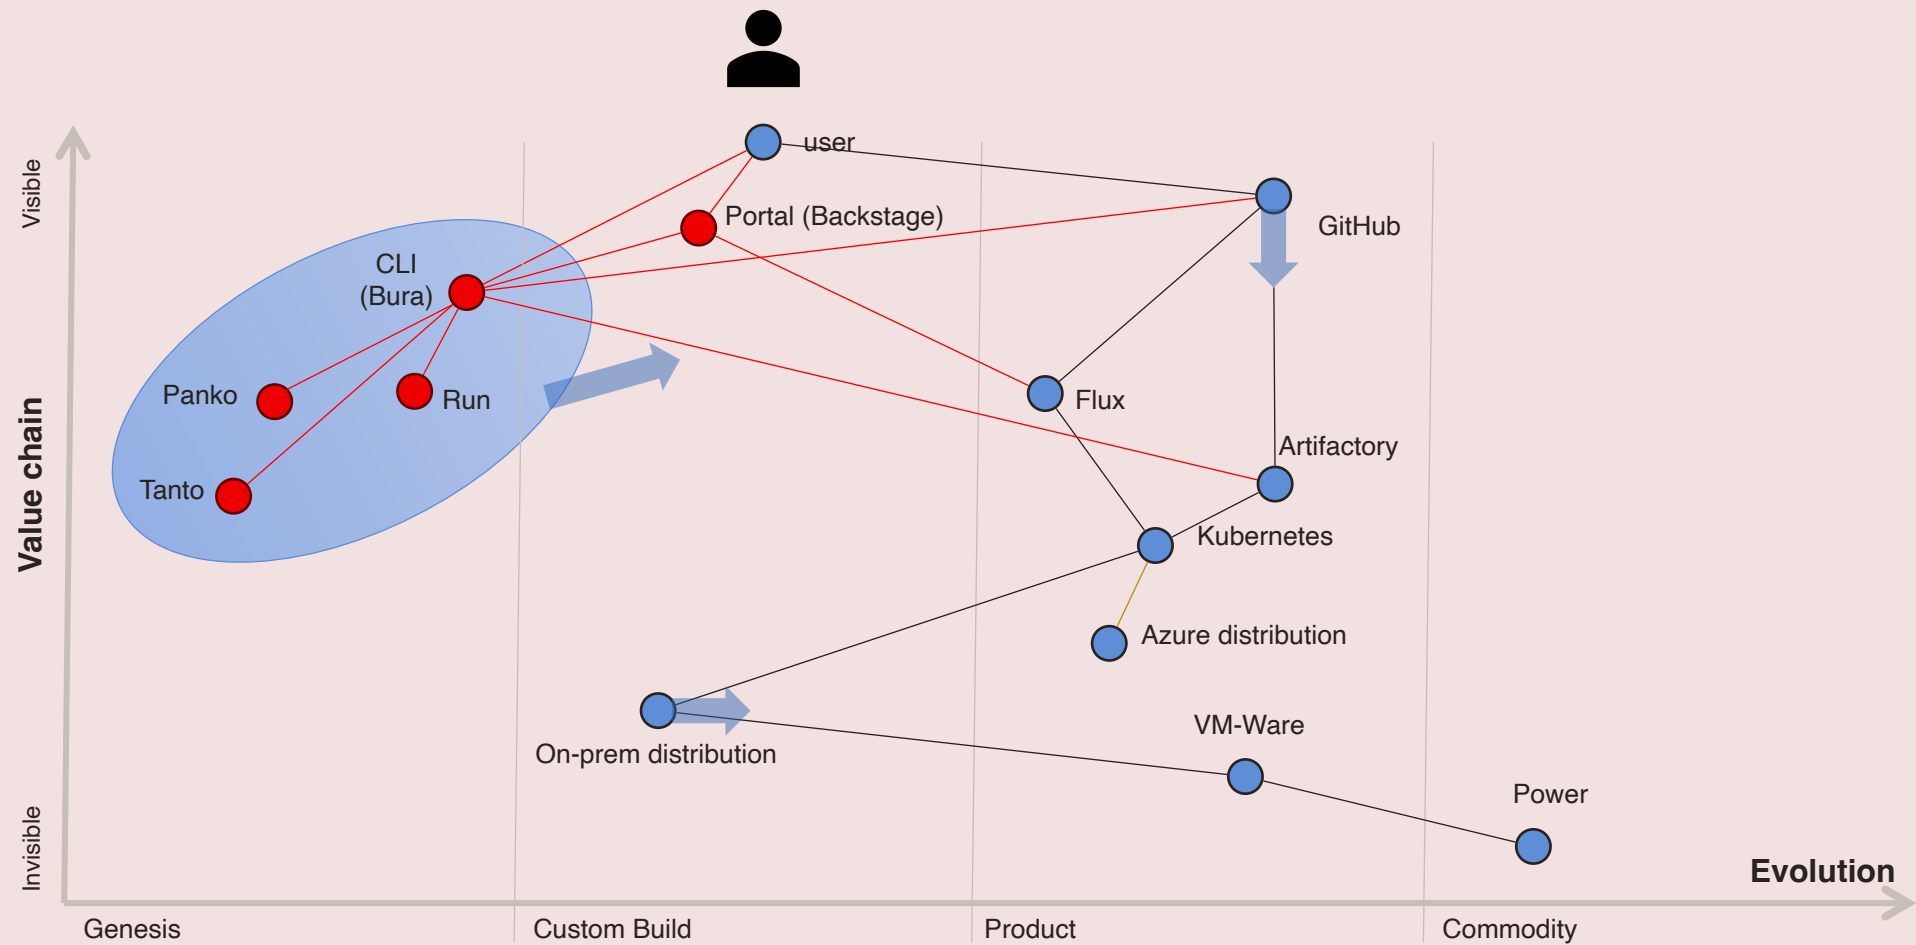 user
Visible
Portal (Backstage)
GitHub
CLI
(Bura)
Panko
Run
Flux
Artifactory
Tanto
Value chain
Kubernetes
Azure distribution
VM-Ware
On-prem distribution
Power
Invisible
Evolution
Genesis
Custom Build
Product
Commodity